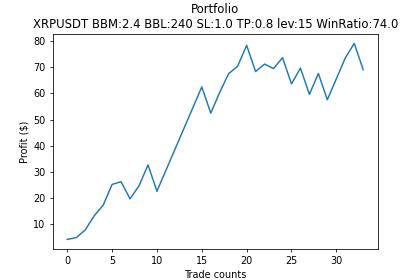 Portfolio
XRPUSDT BBM:2.4 BBL:240 SL:1.0 TP:0.8 lev:15 WinRatio:74.0
Profit ($)
80
70
60
50
40
30
20
10
0 5 10 15 20 25 30
Trade counts